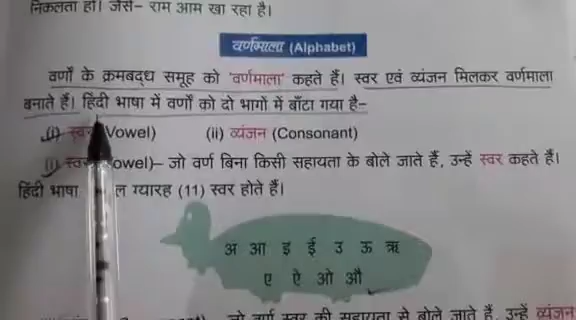 निकलता हो। जैसे– राम आम खा रहा है।
वर्णमाला (Alphabet)
वर्णों के क्रमबद्ध समूह को 'वर्णमाला' कहते हैं। स्वर एवं व्यंजन मिलकर वर्णमाला
बनाते हैं। हिंदी भाषा में वर्णों को दो भागों में बाँटा गया है–
(i) स्वर Vowel) (ii) व्यंजन (Consonant)
(i) स्वर owel)– जो वर्ण बिना किसी सहायता के बोले जाते हैं, उन्हें स्वर कहते हैं।
हिंदी भाषा ल ग्यारह (11) स्वर होते हैं।
अ आ इ ई उ ऊ ऋ
ए ऐ ओ औ
जो वर्ण स्वर की सहायता से बोले जाते हैं, उन्हें व्यंजन